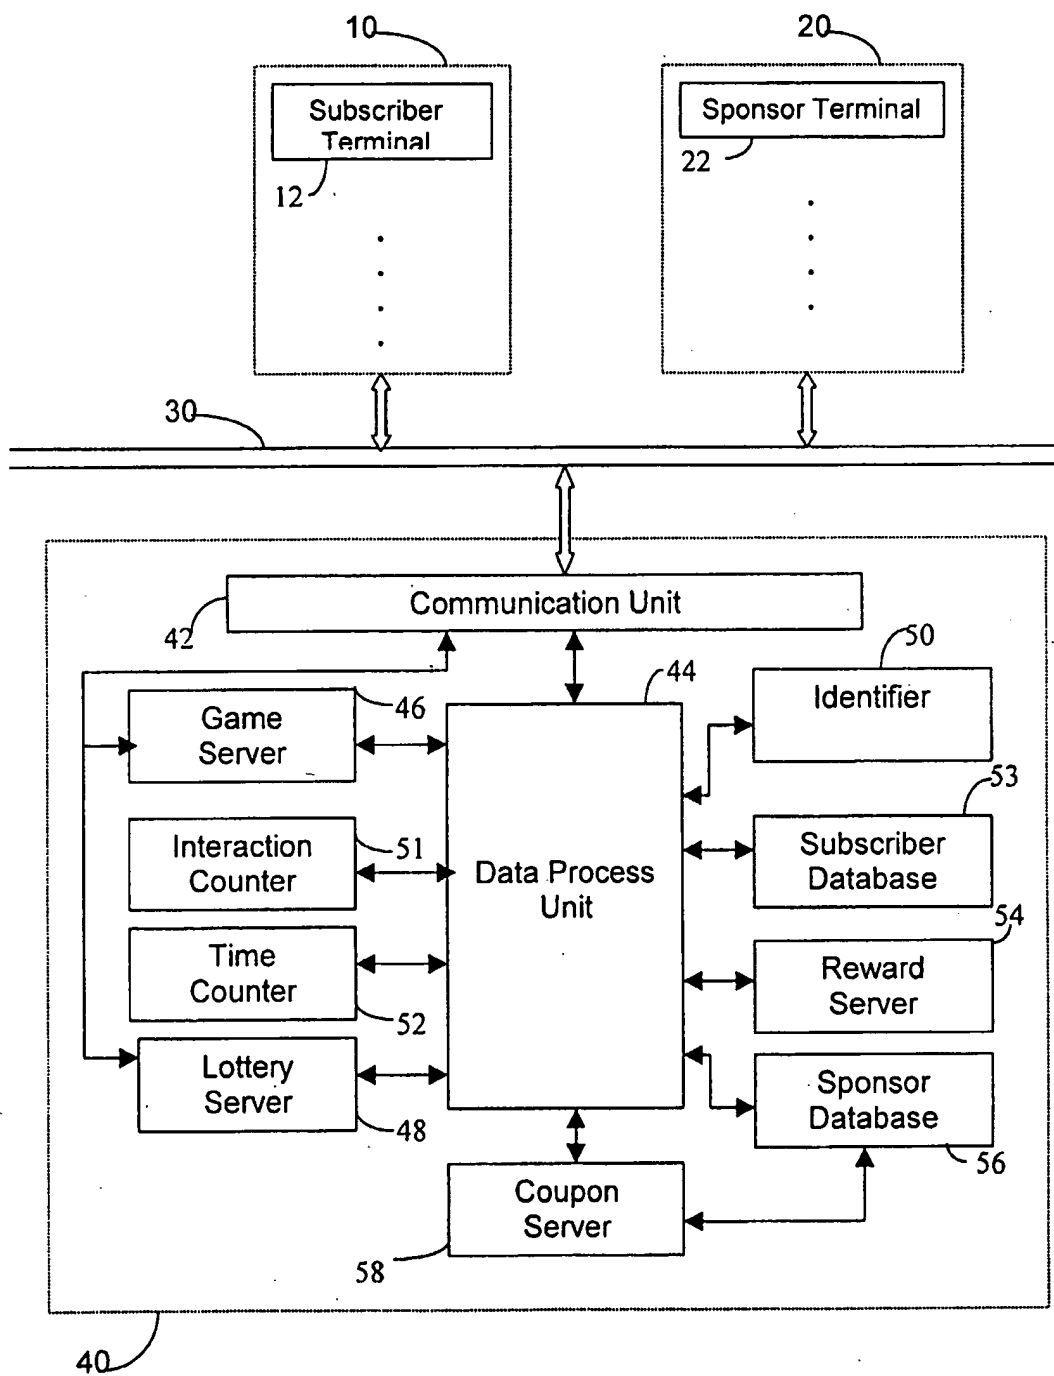 10
20
Subscriber
Terminal
Sponsor Terminal
12
22
30
Communication Unit
42
50
44
Identifier
46
Game
Server
53
Interaction
Counter
51
Data Process
Unit
Subscriber
Database
54
Time
Counter
52
Reward
Server
Lottery
Server
48
Sponsor
Database
56
Coupon
Server
58
40